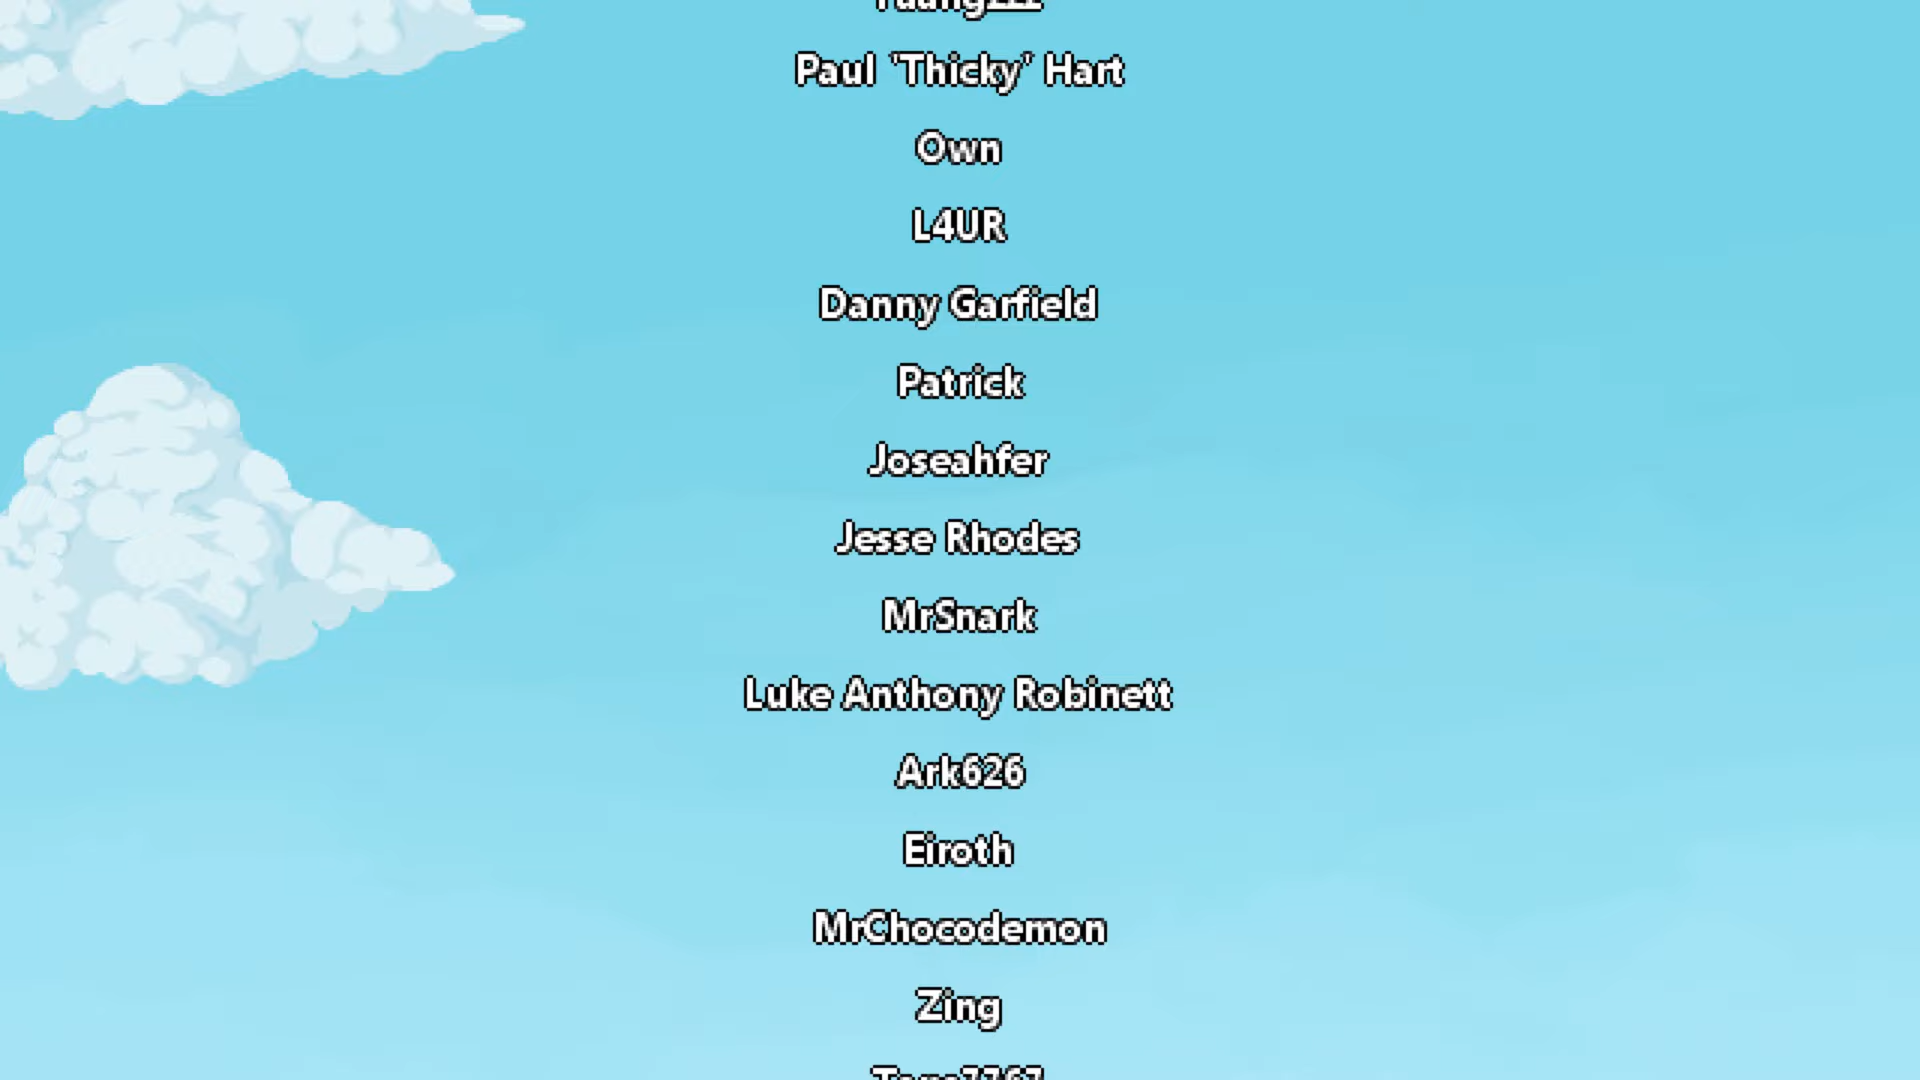 Paul 'Thicky' Hart
Own
L4UR
Danny Garfield
Patrick
Joseahfer
Jesse Rhodes
MrSnark
Luke Anthony Robinett
Ark626
Eiroth
MrChocodemon
Zing